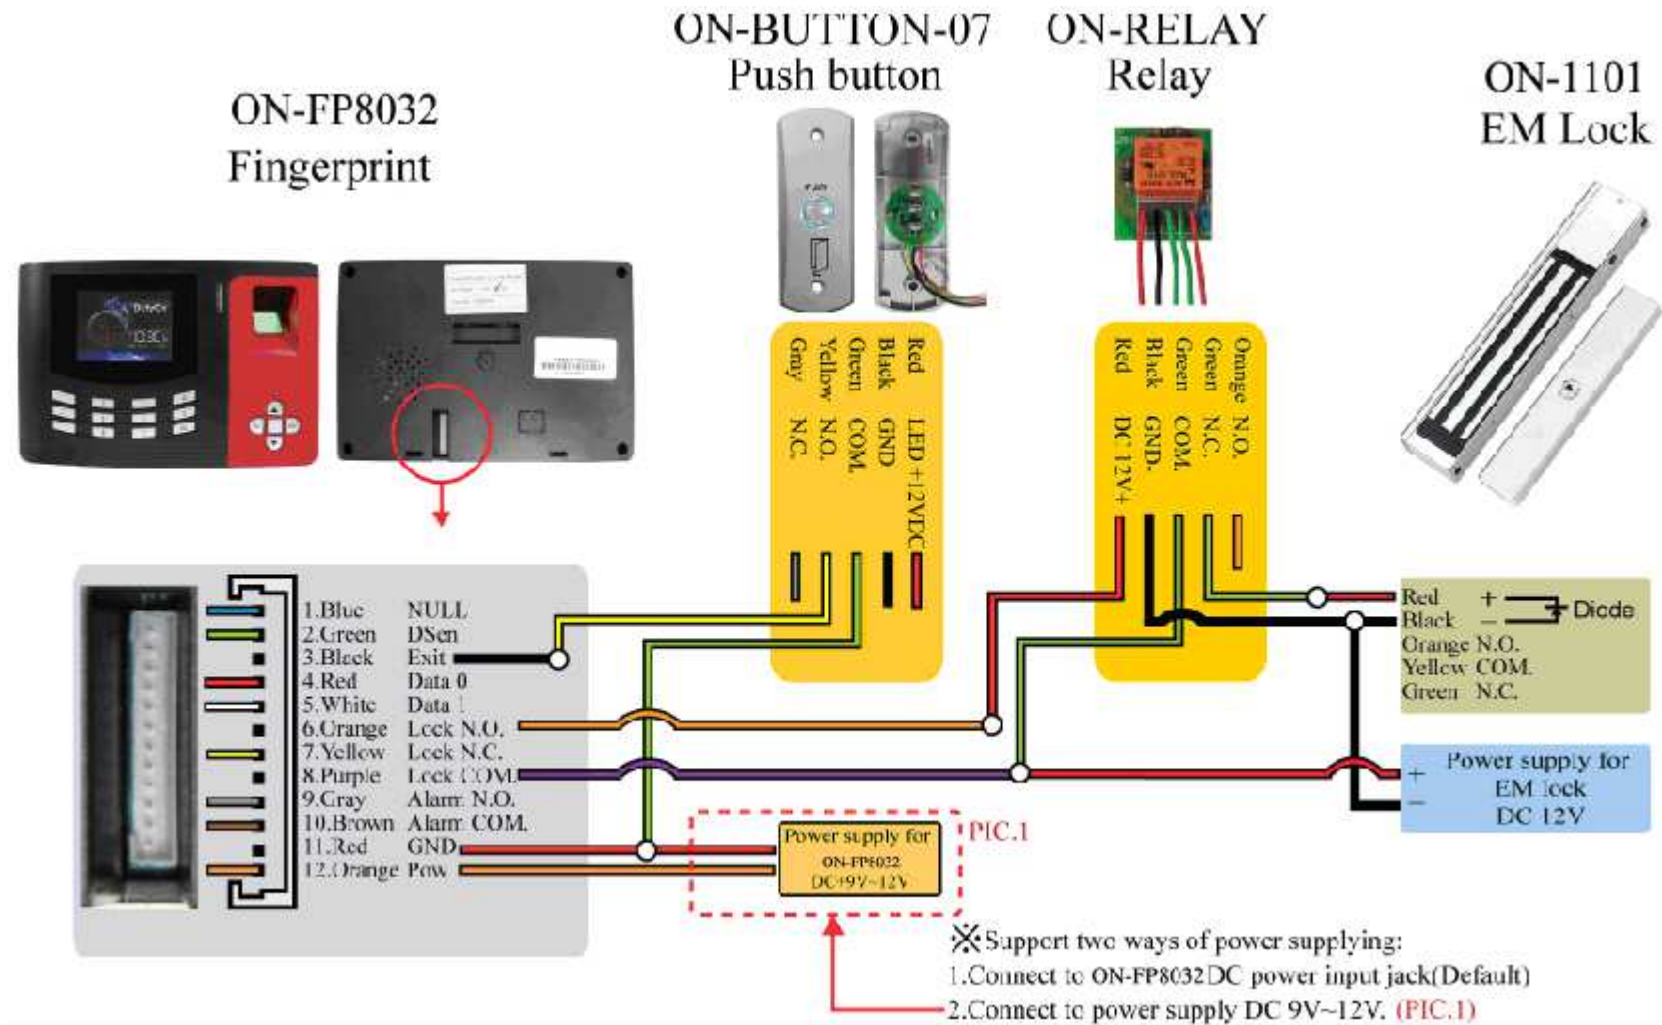 ON-BUTTON-07
Push button
ON-RELAY
Relay
ON-1101
EM Lock
ON-FP8032
Fingerprint
Gray N.C.
Yellow N.O.
Green COM.
Black GND
Red LED +12VDC
Red DC 12V+
Black GND.
Green COM.
Green N.C.
Orange N.O.
1.Blue NULL
2.Green DSen
3.Black Exit
4.Red Data 0
5.White Data 1
6.Orange Lock N.O.
7.Yellow Lock N.C.
8.Purple Lock COM.
9.Gray Alarm N.O.
10.Brown Alarm COM.
11.Red GND
12.Orange Pow
Red +
Black −
Diode
Orange N.O.
Yellow COM.
Green N.C.
+ Power supply for
EM lock
− DC 12V
Power supply for
ON-FP8032
DC+9V~12V
PIC.1
※Support two ways of power supplying:
1.Connect to ON-FP8032 DC power input jack(Default)
2.Connect to power supply DC 9V~12V. (PIC.1)